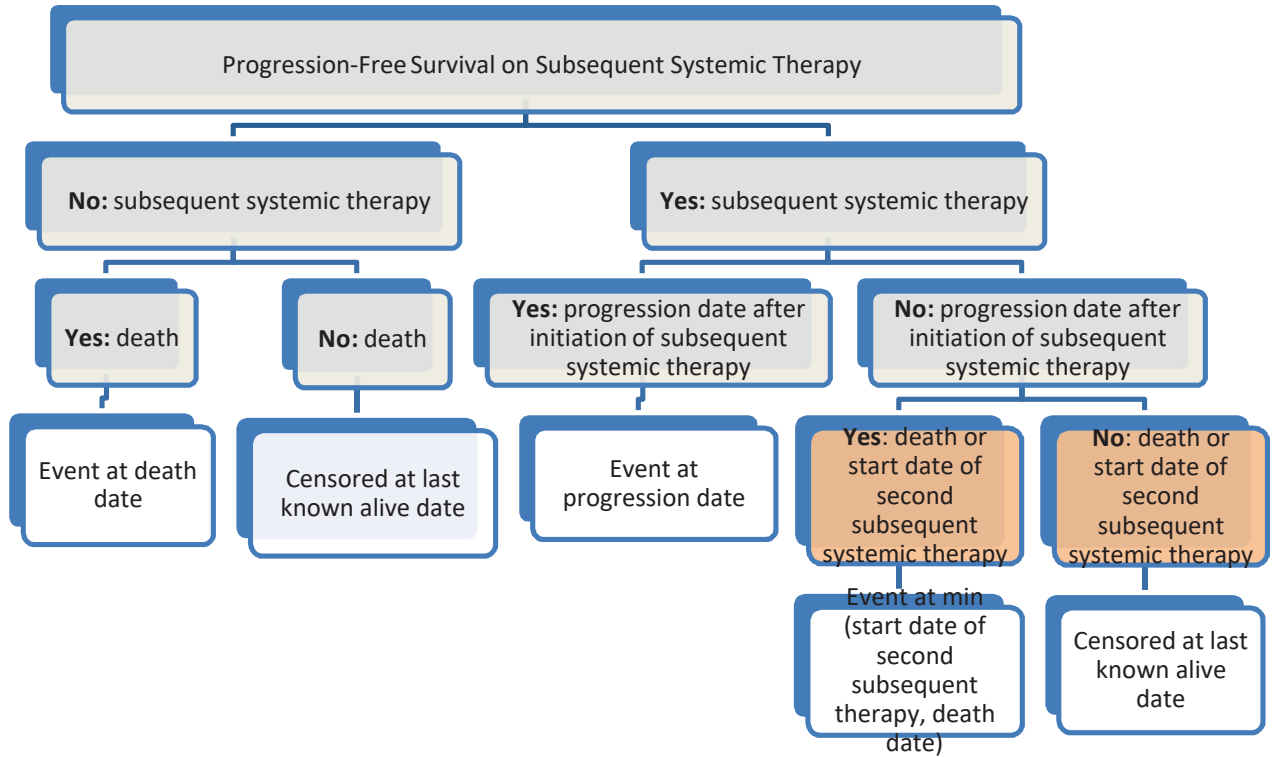 Progression-Free Survival on Subsequent Systemic Therapy
No: subsequent systemic therapy
Yes: subsequent systemic therapy
Yes: death
No: death
Yes: progression date after
initiation of subsequent
systemic therapy
No: progression date after
initiation of subsequent
systemic therapy
Event at death
date
Censored at last
known alive date
Event at
progression date
Yes: death or
start date of
second
subsequent
systemic therapy
No: death or
start date of
second
subsequent
systemic therapy
Event at min
(start date of
second
subsequent
therapy, death
date)
Censored at last
known alive
date